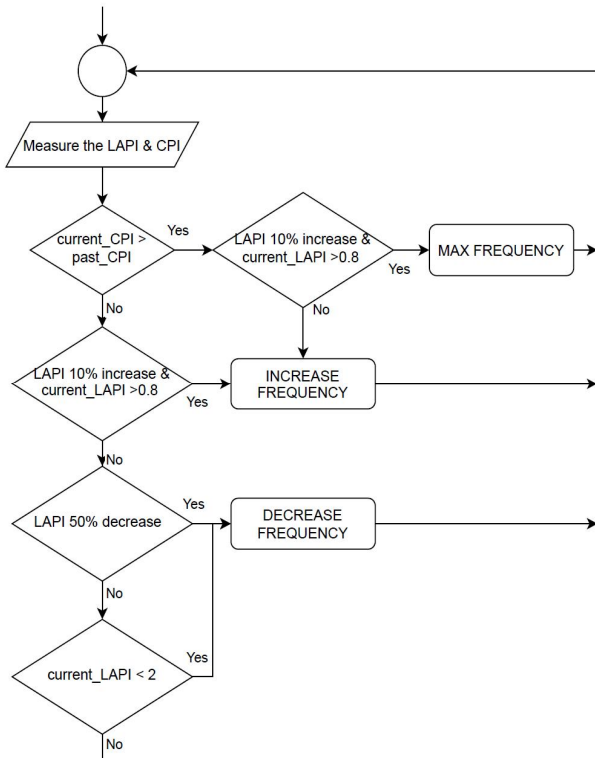 Measure the LAPI & CPI
current_CPI >
past_CPI
Yes
LAPI 10% increase &
current_LAPI >0.8
Yes
MAX FREQUENCY
No
No
LAPI 10% increase &
current_LAPI >0.8
Yes
INCREASE
FREQUENCY
No
LAPI 50% decrease
Yes
DECREASE
FREQUENCY
No
current_LAPI < 2
Yes
No